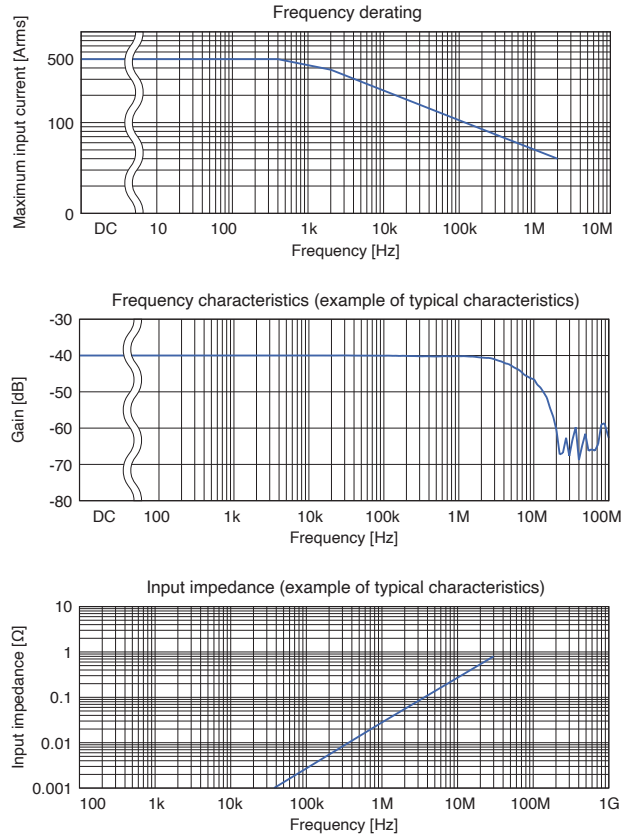 Frequency derating
Maximum input current [Arms]
500
100
0
DC 10 100 1k 10k 100k 1M 10M
Frequency [Hz]
Frequency characteristics (example of typical characteristics)
Gain [dB]
-30
-40
-50
-60
-70
-80
DC 100 1k 10k 100k 1M 10M 100M
Frequency [Hz]
Input impedance (example of typical characteristics)
Input impedance [Ω]
10
1
0.1
0.01
0.001
100 1k 10k 100k 1M 10M 100M 1G
Frequency [Hz]